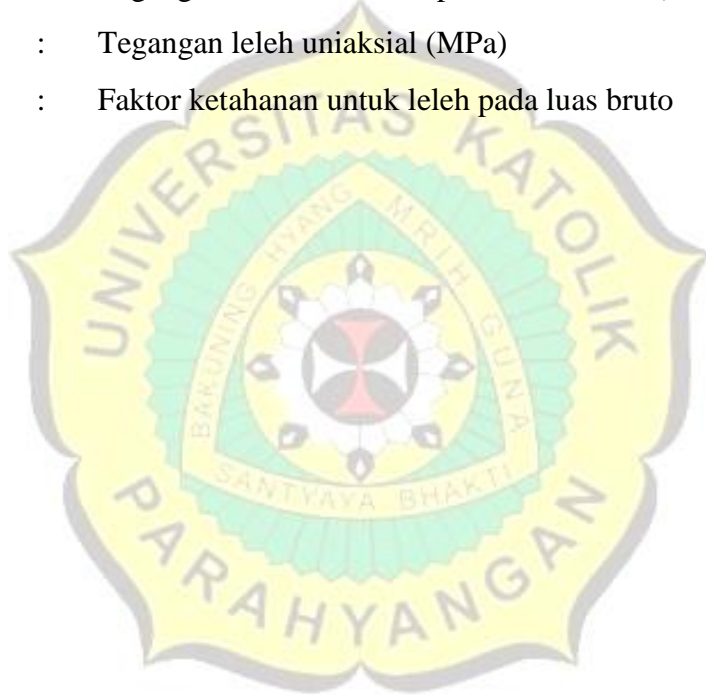 : Tegangan leleh uniaksial (MPa)
: Faktor ketahanan untuk leleh pada luas bruto
UNIVERSITAS KATOLIK
BAKUNING HYANG MRIH GUNA
SANTYAYA BHAKTI
PARAHYANGAN